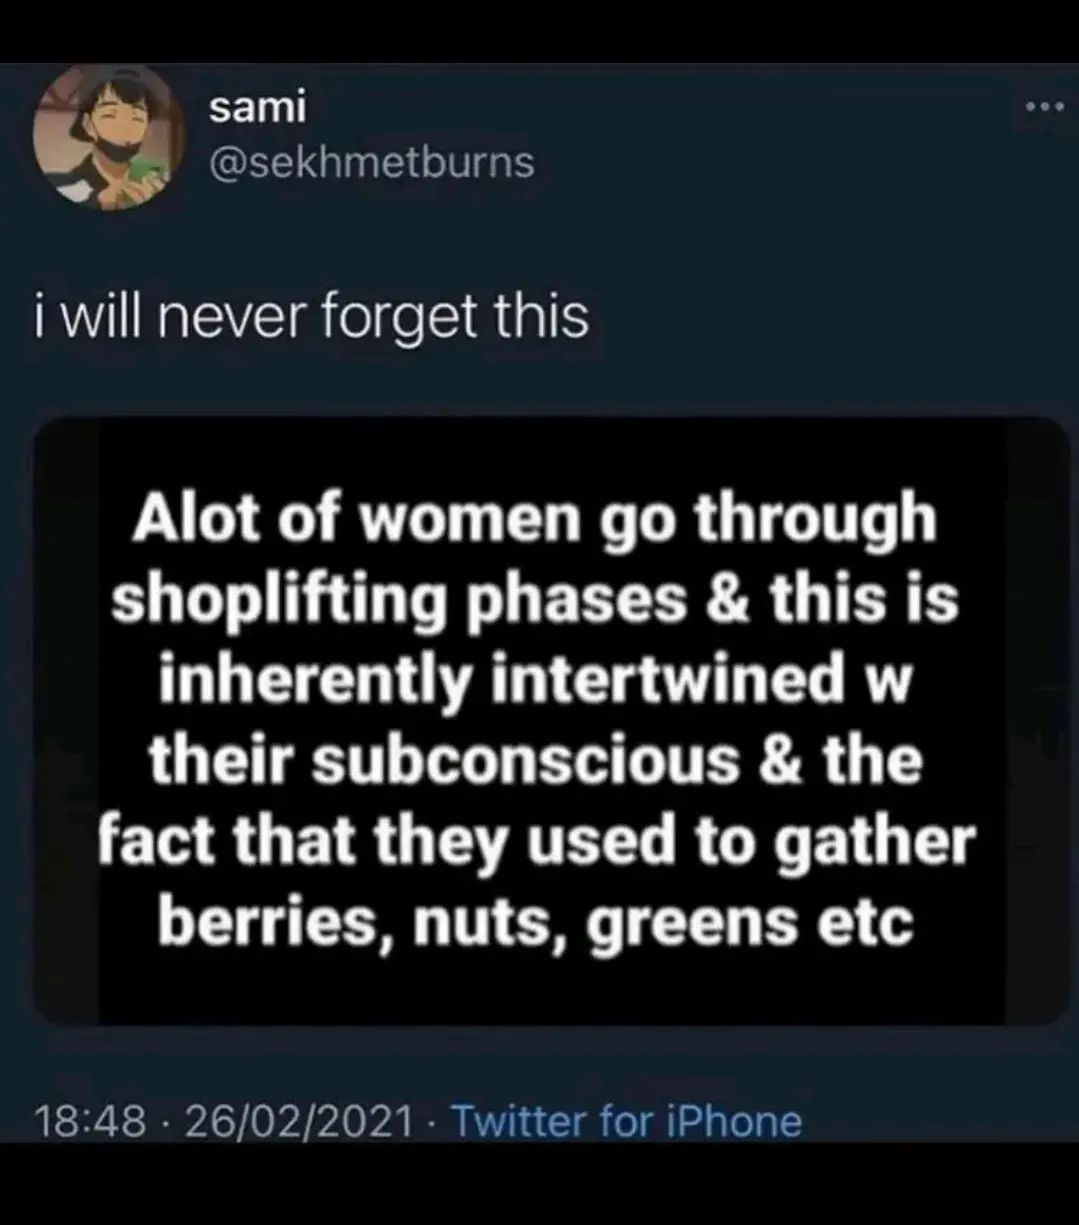 sami
@sekhmetburns
i will never forget this
Alot of women go through
shoplifting phases & this is
inherently intertwined w
their subconscious & the
fact that they used to gather
berries, nuts, greens etc
18:48 · 26/02/2021 · Twitter for iPhone